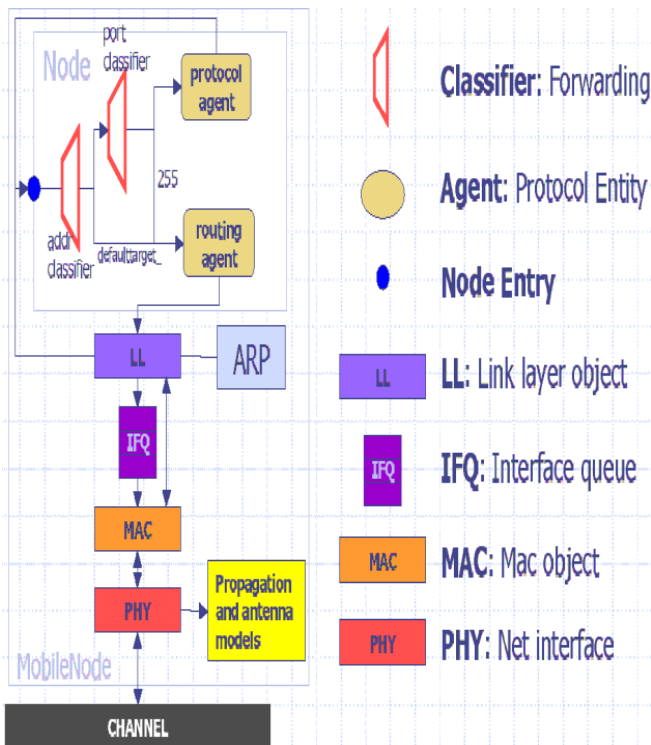 port
classifier
Node
protocol
agent
255
addr
classifier
defaulttarget_
routing
agent
LL
ARP
IFQ
MAC
PHY
Propagation
and antenna
models
MobileNode
CHANNEL
Classifier: Forwarding
Agent: Protocol Entity
Node Entry
LL
LL: Link layer object
IFQ
IFQ: Interface queue
MAC
MAC: Mac object
PHY
PHY: Net interface